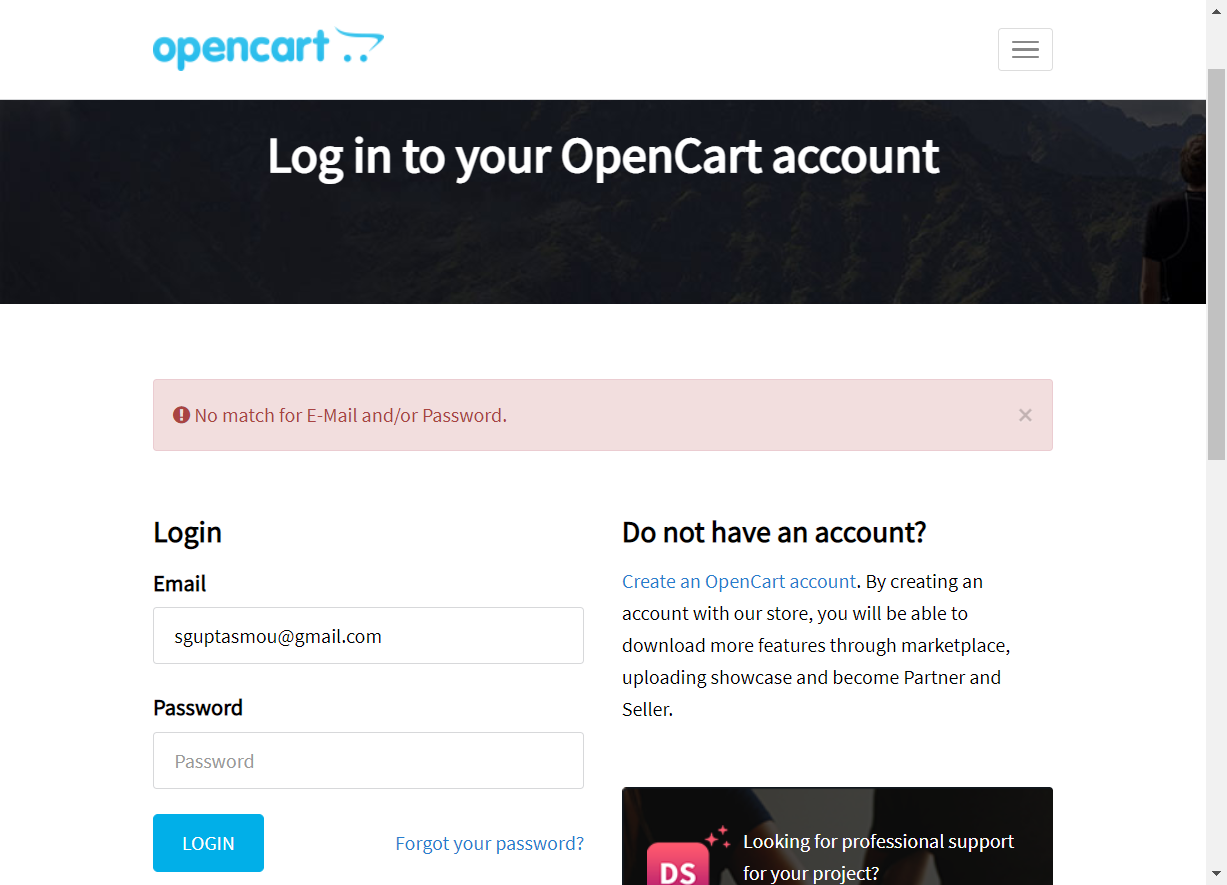 opencart
Log in to your OpenCart account
No match for E-Mail and/or Password.
×
Login
Email
sguptasmou@gmail.com
Password
Password
LOGIN
Forgot your password?
Do not have an account?
Create an OpenCart account. By creating an
account with our store, you will be able to
download more features through marketplace,
uploading showcase and become Partner and
Seller.
DS
Looking for professional support
for your project?